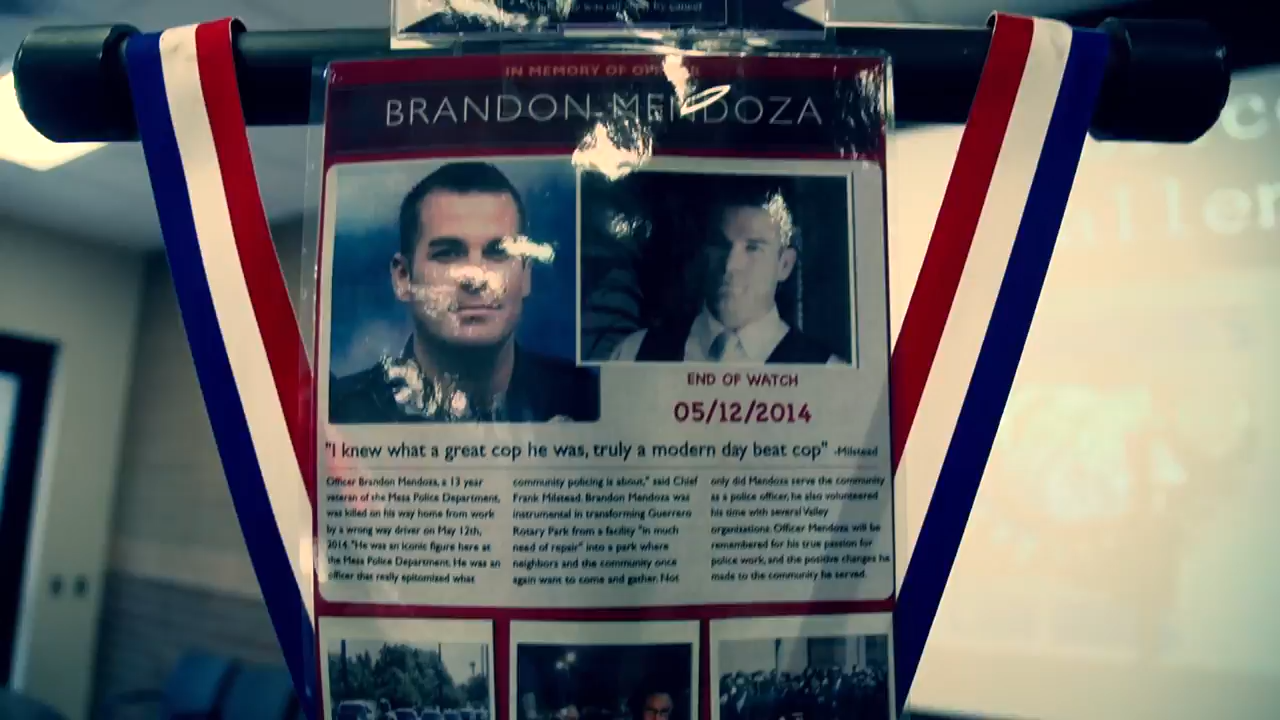 IN MEMORY OF
BRANDON MENDOZA
END OF WATCH
05/12/2014
"I knew what a great cop he was, truly a modern day beat cop" -Milstead
Officer Brandon Mendoza, a 13 year
veteran of the Mesa Police Department,
was killed on his way home from work
by a wrong way driver on May 12th,
2014. "He was an iconic figure here at
the Mesa Police Department. He was an
officer that really epitomized what
community policing is about," said Chief
Frank Milstead. Brandon Mendoza was
instrumental in transforming Guerrero
Rotary Park from a facility "in much
need of repair" into a park where
neighbors and the community once
again want to come and gather. Not
only did Mendoza serve the community
as a police officer, he also volunteered
his time with several Valley
organizations. Officer Mendoza will be
remembered for his true passion for
police work, and the positive changes he
made to the community he served.